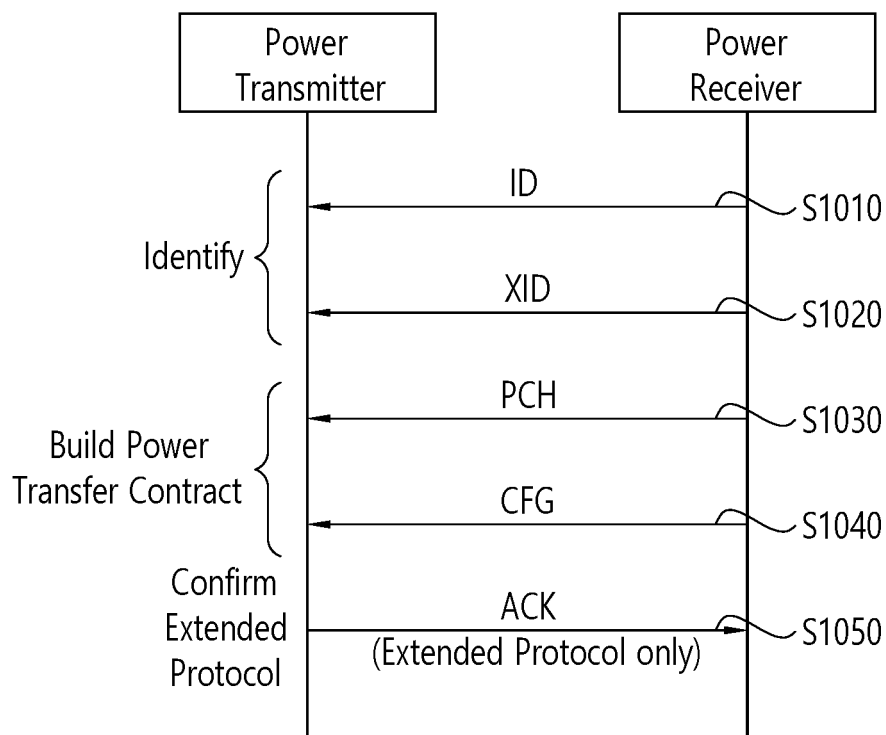 Power
Transmitter
Power
Receiver
ID
S1010
Identify
XID
S1020
PCH
S1030
Build Power
Transfer Contract
CFG
S1040
Confirm
Extended
Protocol
ACK
(Extended Protocol only)
S1050